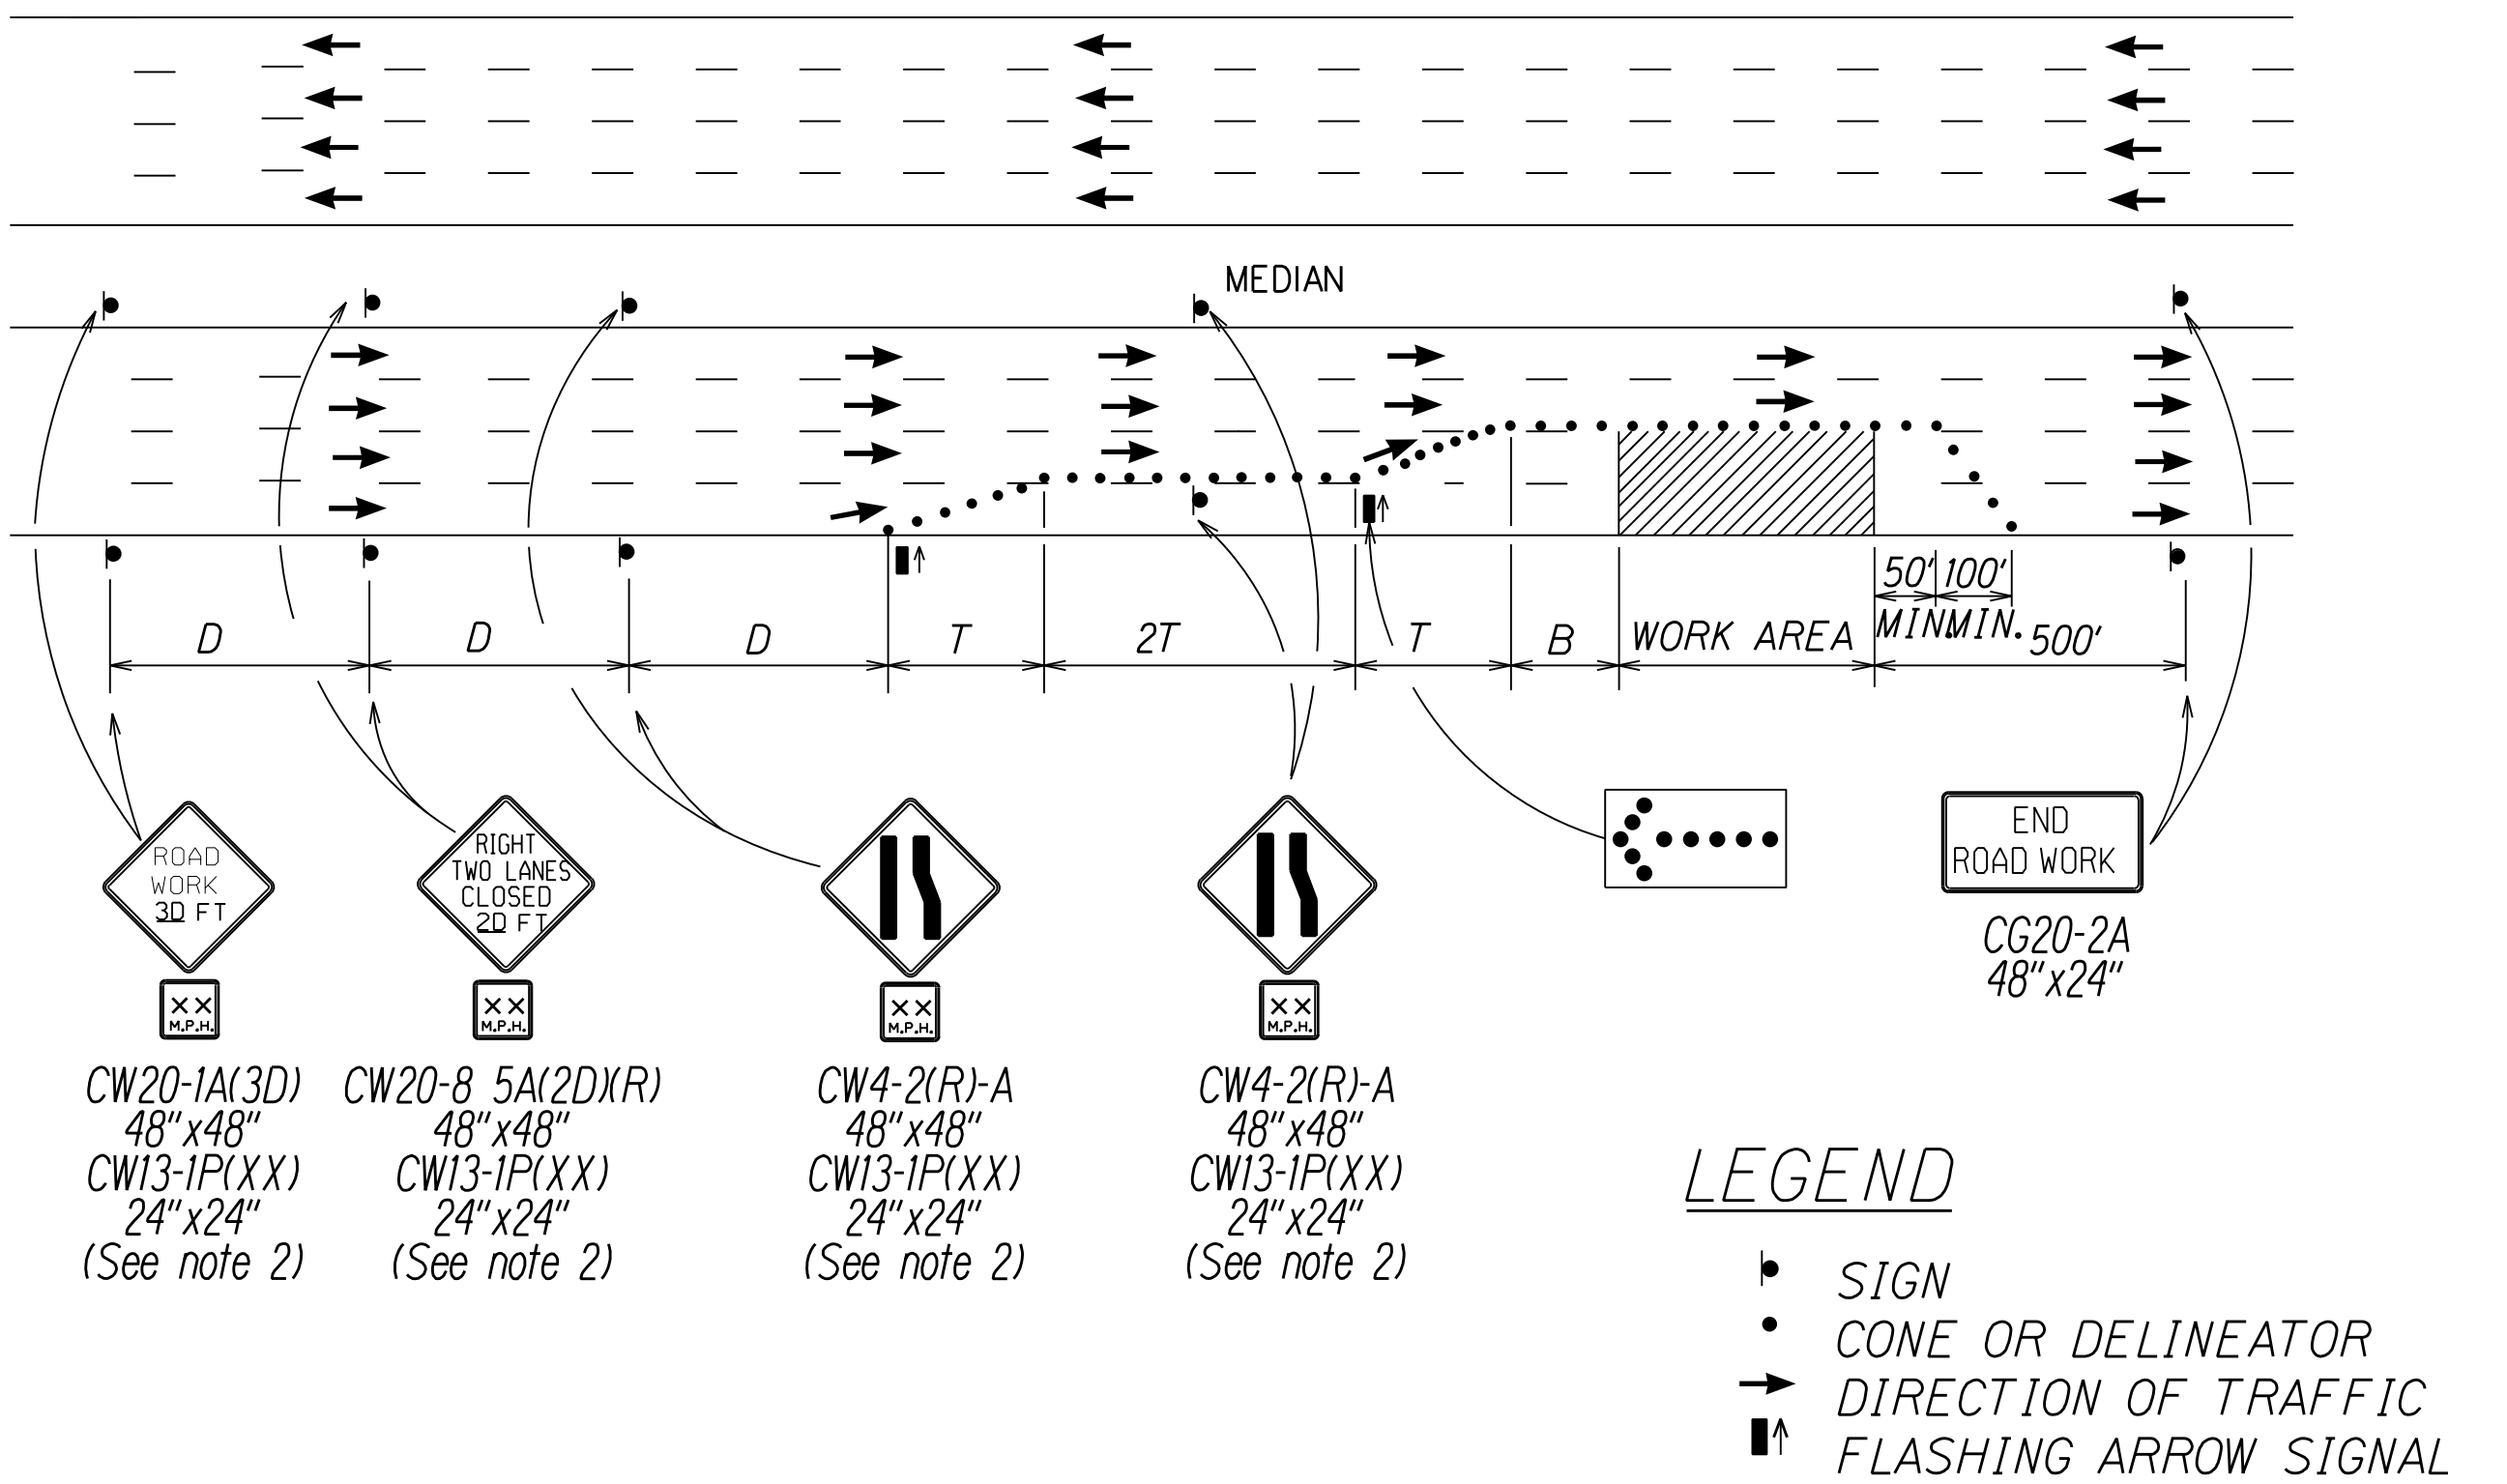 MEDIAN
50' 100'
MIN. MIN.
D D D T 2T T B WORK AREA 500'
ROAD
WORK
3D FT
XX
M.P.H.
CW20-1A(3D)
48"x48"
CW13-1P(XX)
24"x24"
(See note 2)
RIGHT
TWO LANES
CLOSED
2D FT
XX
M.P.H.
CW20-8 5A(2D)(R)
48"x48"
CW13-1P(XX)
24"x24"
(See note 2)
XX
M.P.H.
CW4-2(R)-A
48"x48"
CW13-1P(XX)
24"x24"
(See note 2)
XX
M.P.H.
CW4-2(R)-A
48"x48"
CW13-1P(XX)
24"x24"
(See note 2)
END
ROAD WORK
CG20-2A
48"x24"
LEGEND
SIGN
CONE OR DELINEATOR
DIRECTION OF TRAFFIC
FLASHING ARROW SIGNAL